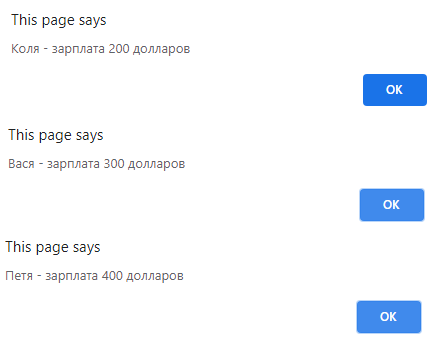 This page says
Коля - зарплата 200 долларов
OK
This page says
Вася - зарплата 300 долларов
OK
This page says
Петя - зарплата 400 долларов
OK